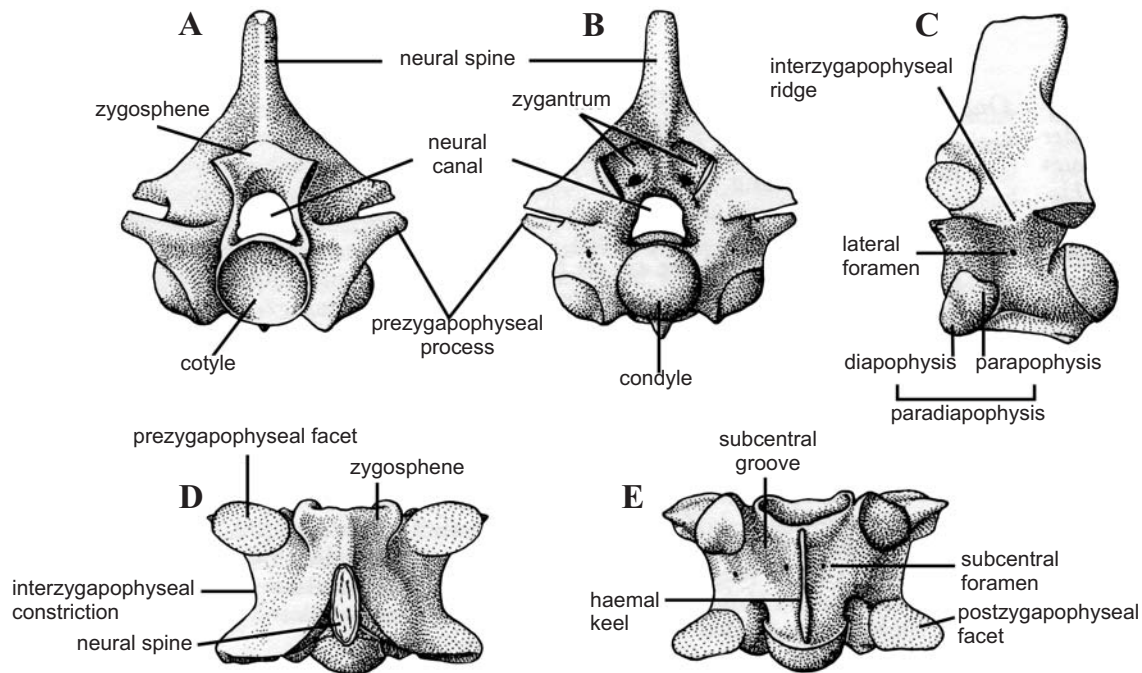 A
B
C
neural spine
zygosphene
zygantrum
neural
canal
interzygapophyseal
ridge
lateral
foramen
prezygapophyseal
process
cotyle
condyle
diapophysis
parapophysis
paradiapophysis
prezygapophyseal facet
zygosphene
D
interzygapophyseal
constriction
neural spine
subcentral
groove
E
subcentral
foramen
haemal
keel
postzygapophyseal
facet